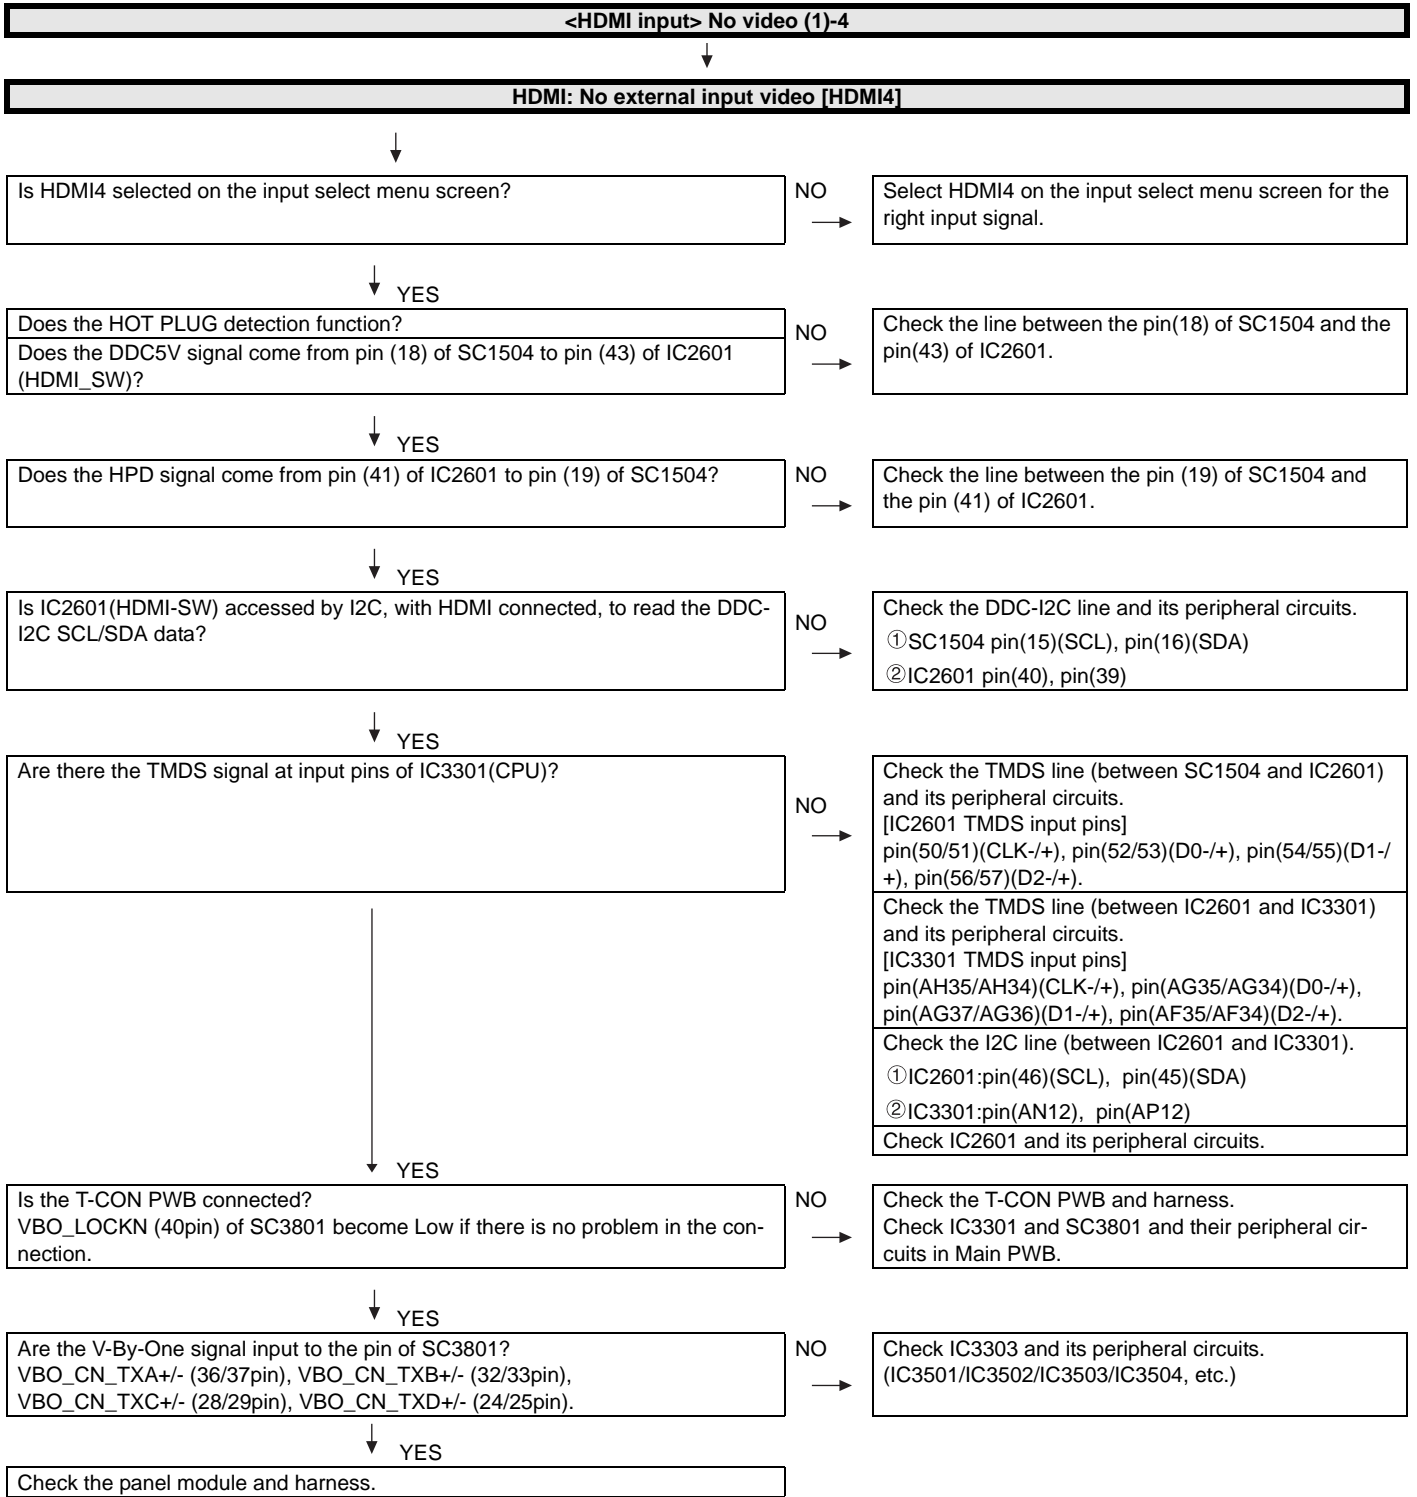 <HDMI input> No video (1)-4
HDMI: No external input video [HDMI4]
Is HDMI4 selected on the input select menu screen?
NO
Select HDMI4 on the input select menu screen for the
right input signal.
YES
Does the HOT PLUG detection function?
Does the DDC5V signal come from pin (18) of SC1504 to pin (43) of IC2601
(HDMI_SW)?
NO
Check the line between the pin(18) of SC1504 and the
pin(43) of IC2601.
YES
Does the HPD signal come from pin (41) of IC2601 to pin (19) of SC1504?
NO
Check the line between the pin (19) of SC1504 and
the pin (41) of IC2601.
YES
Is IC2601(HDMI-SW) accessed by I2C, with HDMI connected, to read the DDC-
I2C SCL/SDA data?
NO
Check the DDC-I2C line and its peripheral circuits.
①SC1504 pin(15)(SCL), pin(16)(SDA)
②IC2601 pin(40), pin(39)
YES
Are there the TMDS signal at input pins of IC3301(CPU)?
NO
Check the TMDS line (between SC1504 and IC2601)
and its peripheral circuits.
[IC2601 TMDS input pins]
pin(50/51)(CLK-/+), pin(52/53)(D0-/+), pin(54/55)(D1-/
+), pin(56/57)(D2-/+).
Check the TMDS line (between IC2601 and IC3301)
and its peripheral circuits.
[IC3301 TMDS input pins]
pin(AH35/AH34)(CLK-/+), pin(AG35/AG34)(D0-/+),
pin(AG37/AG36)(D1-/+), pin(AF35/AF34)(D2-/+).
Check the I2C line (between IC2601 and IC3301).
①IC2601:pin(46)(SCL), pin(45)(SDA)
②IC3301:pin(AN12), pin(AP12)
Check IC2601 and its peripheral circuits.
YES
Is the T-CON PWB connected?
VBO_LOCKN (40pin) of SC3801 become Low if there is no problem in the con-
nection.
NO
Check the T-CON PWB and harness.
Check IC3301 and SC3801 and their peripheral cir-
cuits in Main PWB.
YES
Are the V-By-One signal input to the pin of SC3801?
VBO_CN_TXA+/- (36/37pin), VBO_CN_TXB+/- (32/33pin),
VBO_CN_TXC+/- (28/29pin), VBO_CN_TXD+/- (24/25pin).
NO
Check IC3303 and its peripheral circuits.
(IC3501/IC3502/IC3503/IC3504, etc.)
YES
Check the panel module and harness.